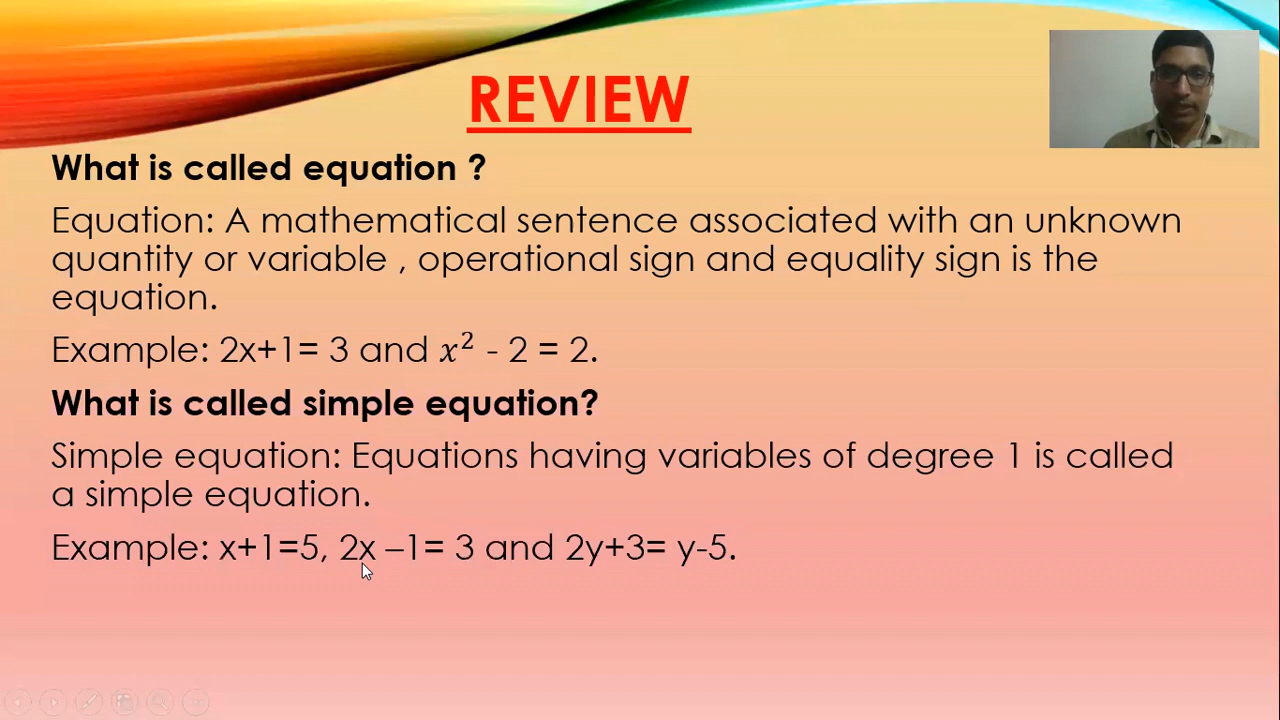 REVIEW
What is called equation ?
Equation: A mathematical sentence associated with an unknown
quantity or variable , operational sign and equality sign is the
equation.
Example: 2x+1= 3 and 𝑥² - 2 = 2.
What is called simple equation?
Simple equation: Equations having variables of degree 1 is called
a simple equation.
Example: x+1=5, 2x –1= 3 and 2y+3= y-5.